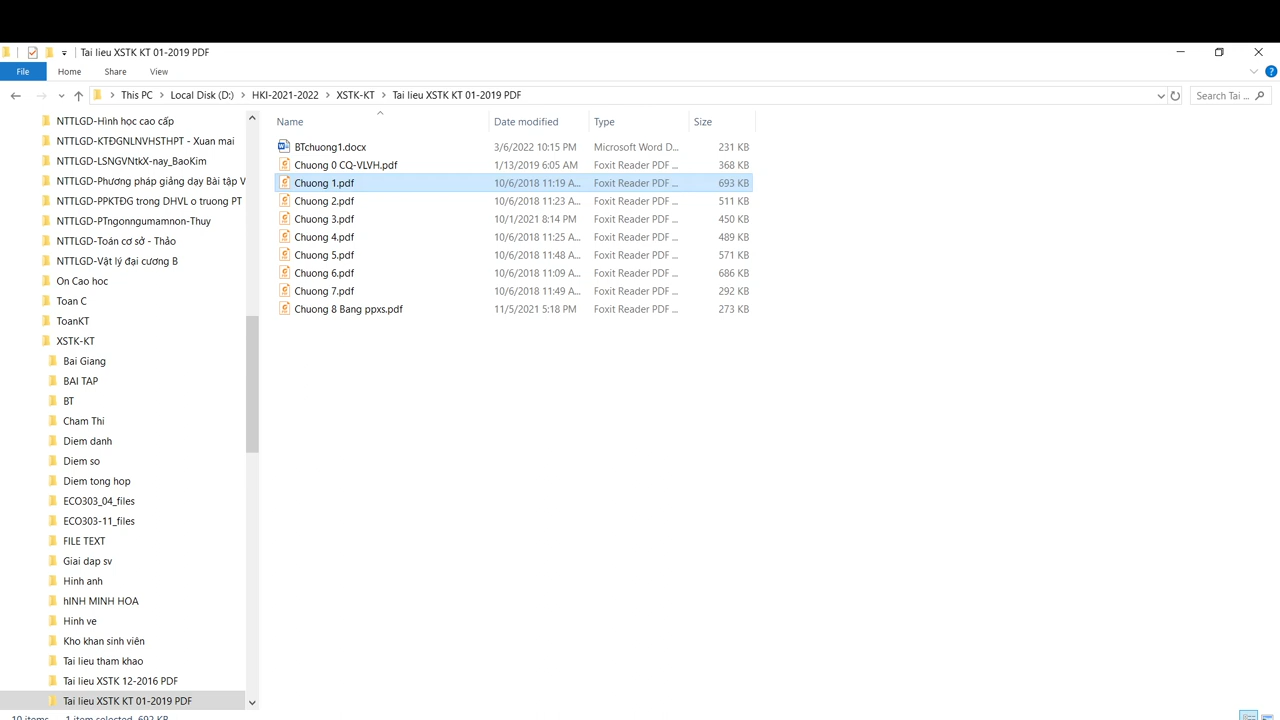 Tai lieu XSTK KT 01-2019 PDF
File Home Share View
This PC Local Disk (D:) HKI-2021-2022 XSTK-KT Tai lieu XSTK KT 01-2019 PDF Search Tai ...
NTTLGD-Hình học cao cấp
NTTLGD-KTĐGNLNVHSTHPT - Xuan mai
NTTLGD-LSNGVNtkX-nay_BaoKim
NTTLGD-Phương pháp giảng dạy Bài tập V
NTTLGD-PPKTĐG trong DHVL o truong PT
NTTLGD-PTngonngumamnon-Thuy
NTTLGD-Toán cơ sở - Thảo
NTTLGD-Vật lý đại cương B
On Cao hoc
Toan C
ToanKT
XSTK-KT
Bai Giang
BAI TAP
BT
Cham Thi
Diem danh
Diem so
Diem tong hop
ECO303_04_files
ECO303-11_files
FILE TEXT
Giai dap sv
Hinh anh
hINH MINH HOA
Hinh ve
Kho khan sinh viên
Tai lieu tham khao
Tai lieu XSTK 12-2016 PDF
Tai lieu XSTK KT 01-2019 PDF
Name Date modified Type Size
BTchuong1.docx 3/6/2022 10:15 PM Microsoft Word D... 231 KB
Chuong 0 CQ-VLVH.pdf 1/13/2019 6:05 AM Foxit Reader PDF ... 368 KB
Chuong 1.pdf 10/6/2018 11:19 A... Foxit Reader PDF ... 693 KB
Chuong 2.pdf 10/6/2018 11:23 A... Foxit Reader PDF ... 511 KB
Chuong 3.pdf 10/1/2021 8:14 PM Foxit Reader PDF ... 450 KB
Chuong 4.pdf 10/6/2018 11:25 A... Foxit Reader PDF ... 489 KB
Chuong 5.pdf 10/6/2018 11:48 A... Foxit Reader PDF ... 571 KB
Chuong 6.pdf 10/6/2018 11:09 A... Foxit Reader PDF ... 686 KB
Chuong 7.pdf 10/6/2018 11:49 A... Foxit Reader PDF ... 292 KB
Chuong 8 Bang ppxs.pdf 11/5/2021 5:18 PM Foxit Reader PDF ... 273 KB
10 items 1 item selected 692 KB